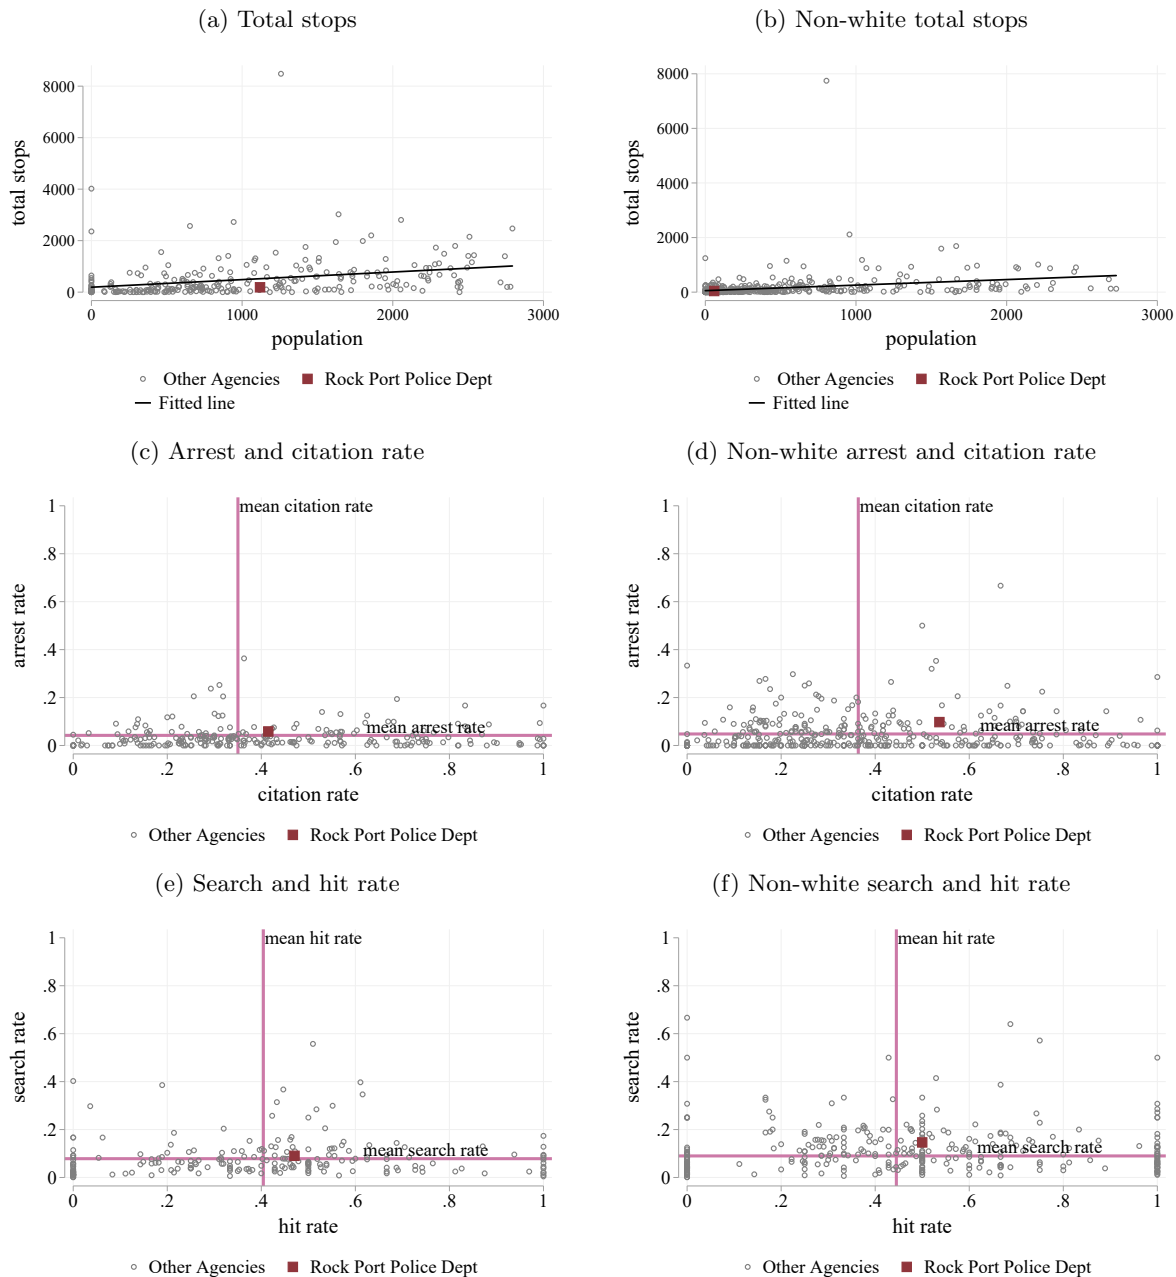 (a) Total stops
(b) Non-white total stops
total stops
8000
6000
4000
2000
0
0
1000
2000
3000
population
Other Agencies
Rock Port Police Dept
Fitted line
total stops
8000
6000
4000
2000
0
0
1000
2000
3000
population
Other Agencies
Rock Port Police Dept
Fitted line
(c) Arrest and citation rate
(d) Non-white arrest and citation rate
arrest rate
1
.8
.6
.4
.2
0
mean citation rate
mean arrest rate
0
.2
.4
.6
.8
1
citation rate
Other Agencies
Rock Port Police Dept
arrest rate
1
.8
.6
.4
.2
0
mean citation rate
mean arrest rate
0
.2
.4
.6
.8
1
citation rate
Other Agencies
Rock Port Police Dept
(e) Search and hit rate
(f) Non-white search and hit rate
search rate
1
.8
.6
.4
.2
0
mean hit rate
mean search rate
0
.2
.4
.6
.8
1
hit rate
Other Agencies
Rock Port Police Dept
search rate
1
.8
.6
.4
.2
0
mean hit rate
mean search rate
0
.2
.4
.6
.8
1
hit rate
Other Agencies
Rock Port Police Dept